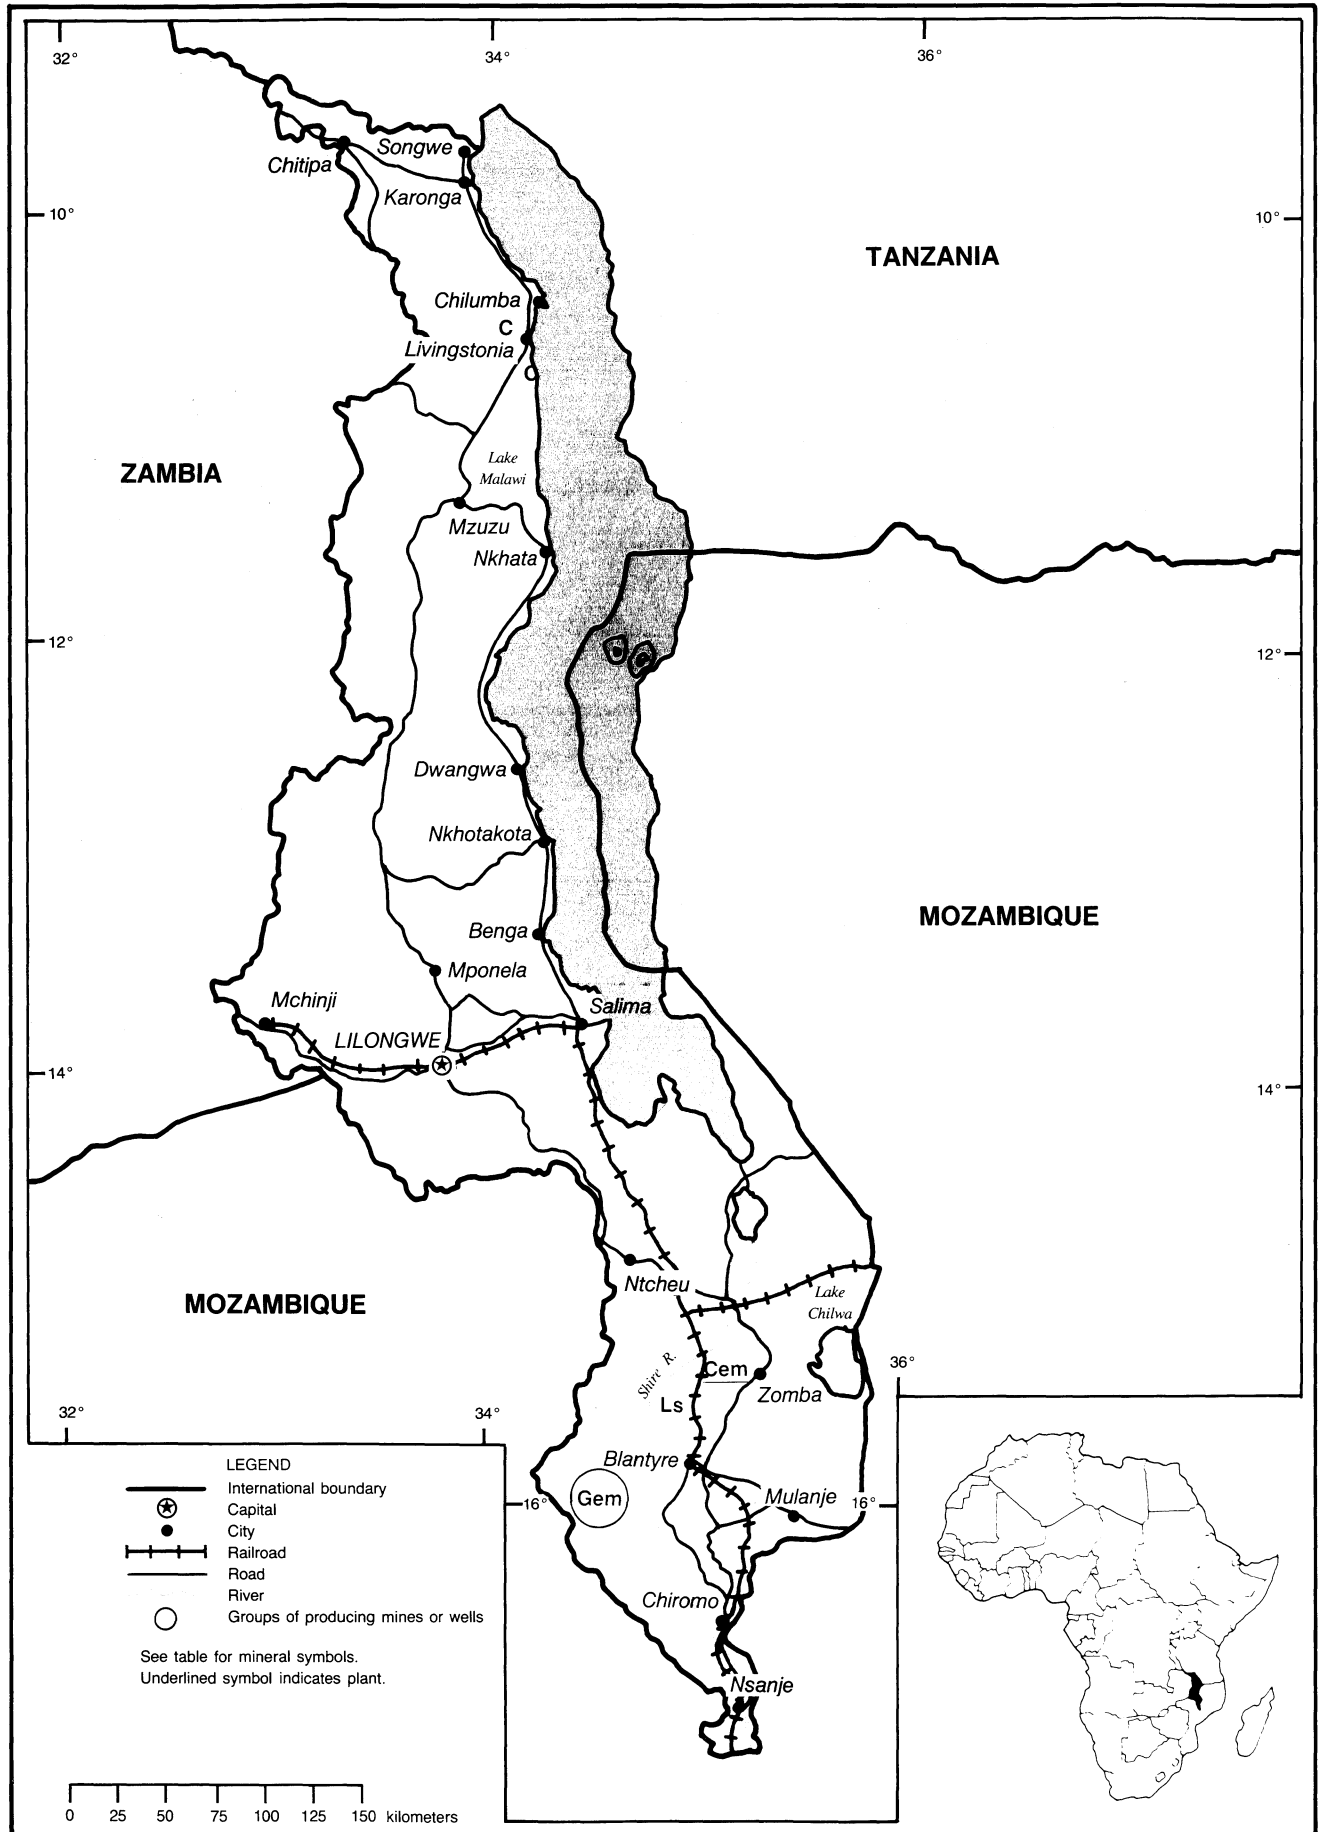 32°
34°
36°
Songwe
Chitipa
Karonga
10°
10°
TANZANIA
Chilumba
C
Livingstonia
C
Lake
Malawi
ZAMBIA
Mzuzu
Nkhata
12°
12°
Dwangwa
Nkhotakota
MOZAMBIQUE
Benga
Mponela
Mchinji
Salima
LILONGWE
14°
14°
Ntcheu
MOZAMBIQUE
Lake
Chilwa
Shire R.
Cem
36°
Zomba
Ls
32°
34°
Blantyre
16°
Gem
Mulanje
16°
Chiromo
Nsanje
LEGEND
International boundary
Capital
City
Railroad
Road
River
Groups of producing mines or wells
See table for mineral symbols.
Underlined symbol indicates plant.
0 25 50 75 100 125 150 kilometers